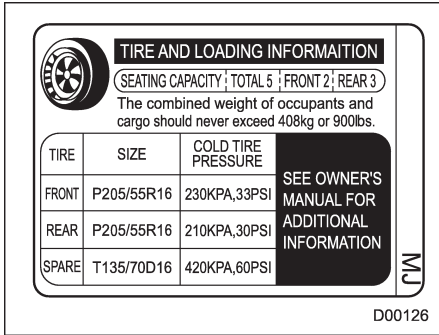 TIRE AND LOADING INFORMAITION
SEATING CAPACITY TOTAL 5 FRONT 2 REAR 3
The combined weight of occupants and
cargo should never exceed 408kg or 900lbs.
TIRE SIZE COLD TIRE PRESSURE
FRONT P205/55R16 230KPA,33PSI
REAR P205/55R16 210KPA,30PSI
SPARE T135/70D16 420KPA,60PSI
SEE OWNER'S
MANUAL FOR
ADDITIONAL
INFORMATION
MJ
D00126